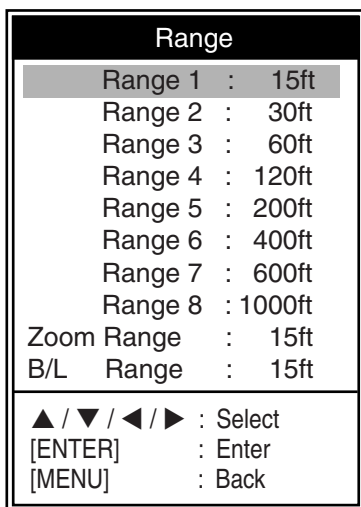 Range
Range 1 : 15ft
Range 2 : 30ft
Range 3 : 60ft
Range 4 : 120ft
Range 5 : 200ft
Range 6 : 400ft
Range 7 : 600ft
Range 8 : 1000ft
Zoom Range : 15ft
B/L Range : 15ft
▲ / ▼ / ◀ / ▶ : Select
[ENTER] : Enter
[MENU] : Back